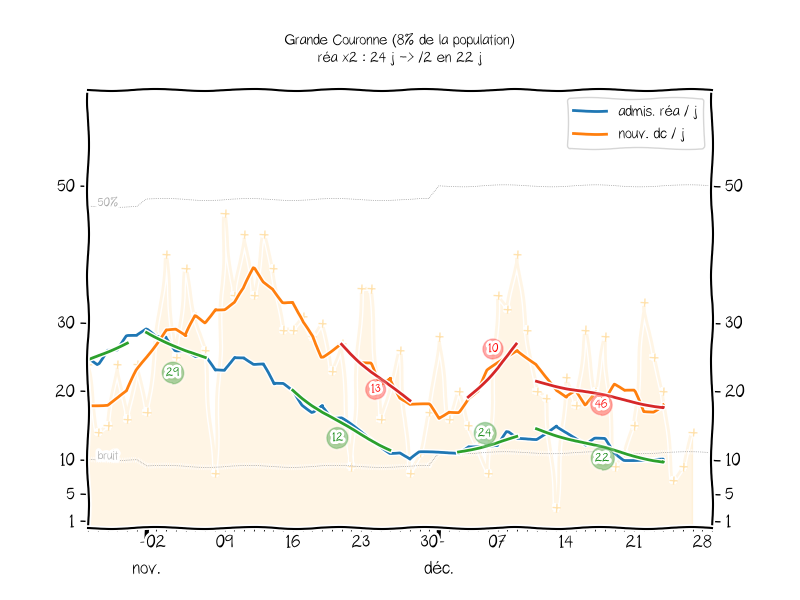 Grande Couronne (8% de la population)
réa x2 : 24 j -> /2 en 22 j
admis. réa / j
nouv. dc / j
50 50
50%
30 30
29 13 10 46
20 20
12 24 22
bruit
10 10
5 5
1 1
02 09 16 23 30 07 14 21 28
nov. déc.